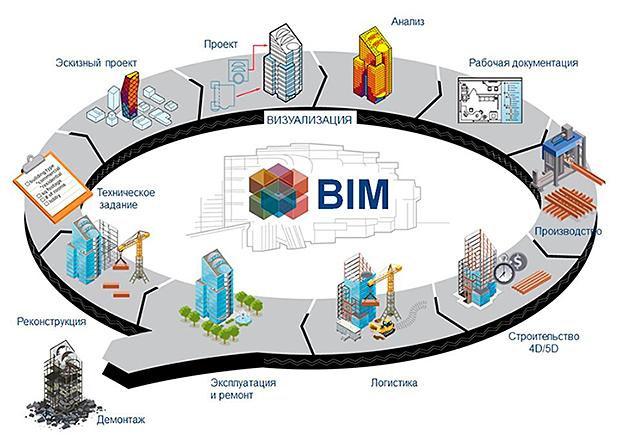 Анализ
Проект
Эскизный проект
Рабочая документация
ВИЗУАЛИЗАЦИЯ
Техническое
задание
BIM
Производство
Реконструкция
Строительство
4D/5D
Эксплуатация
и ремонт
Логистика
Демонтаж